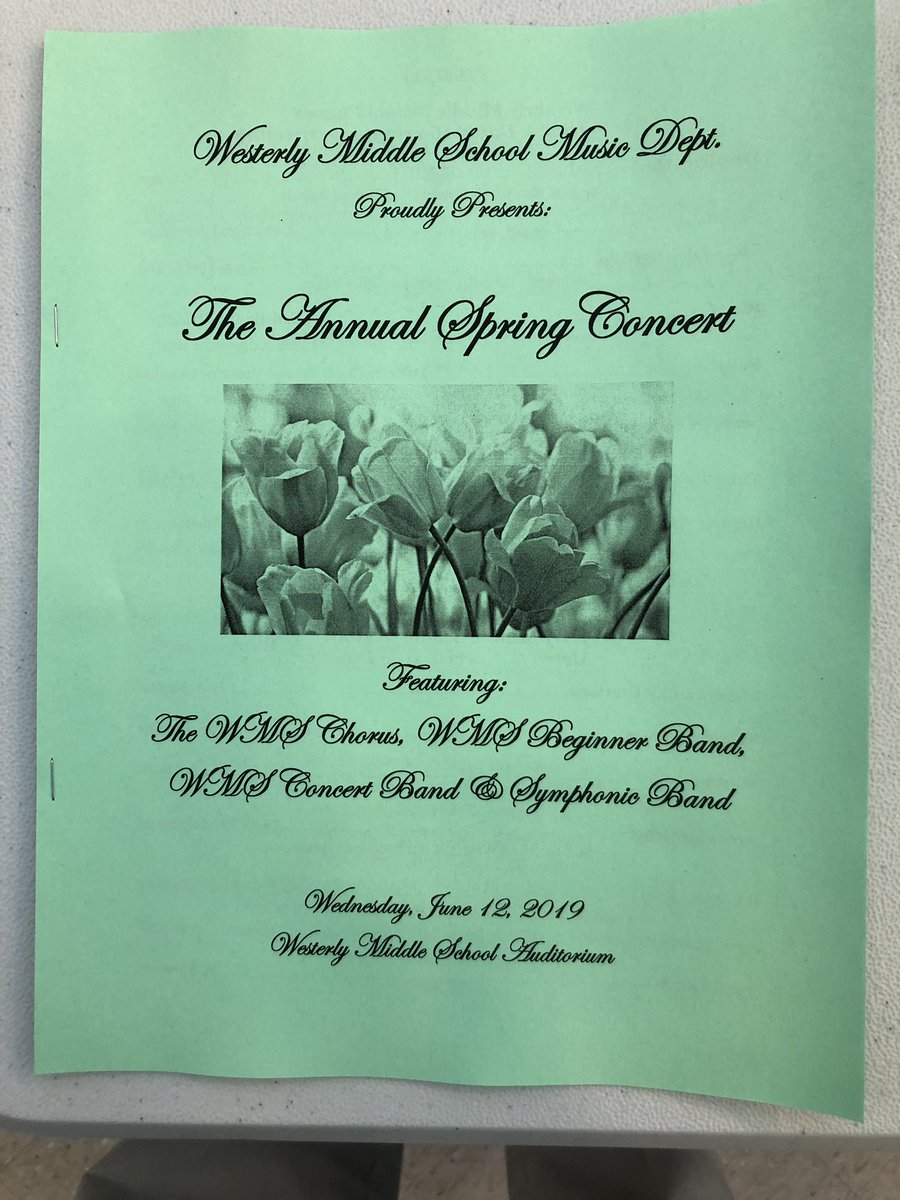 Westerly Middle School Music Dept.
Proudly Presents:
The Annual Spring Concert
Featuring:
The WMS Chorus, WMS Beginner Band,
WMS Concert Band & Symphonic Band
Wednesday, June 12, 2019
Westerly Middle School Auditorium